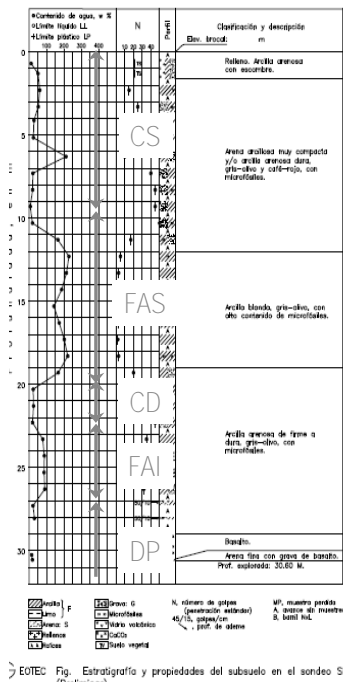 Contenido de agua, w %
Límite líquido LL
Límite plástico LP
N
Perfil
Clasificación y descripción
Elev. brocal: m
100 200 300 400
10 20 30 40
0
Relleno. Arcilla arenosa
con escombro.
CS
5
Arena arcillosa muy compacta
y/o arcilla arenosa dura,
gris-olivo y café-rojo, con
microfósiles.
10
FAS
15
Arcilla blanda, gris-olivo, con
alto contenido de microfósiles.
20
CD
FAI
25
Arcilla arenosa de firme a
dura, gris-olivo, con
microfósiles.
DP
Basalto.
30
Arena fina con grava de basalto.
Prof. explorada: 30.60 M.
Arcilla
Limo
F
Arena: S
Rellenos
Raíces
Grava: G
Microfósiles
Vidrio volcánico
CaCO₃
Suelo vegetal
N, número de golpes
(penetración estándar)
45/15, golpes/cm
, prof. de ademe
MP, muestra perdida
A, avance sin muestreo
B, barril NxL
EOTEC Fig. Estratigrafía y propiedades del subsuelo en el sondeo S
(Preliminar)